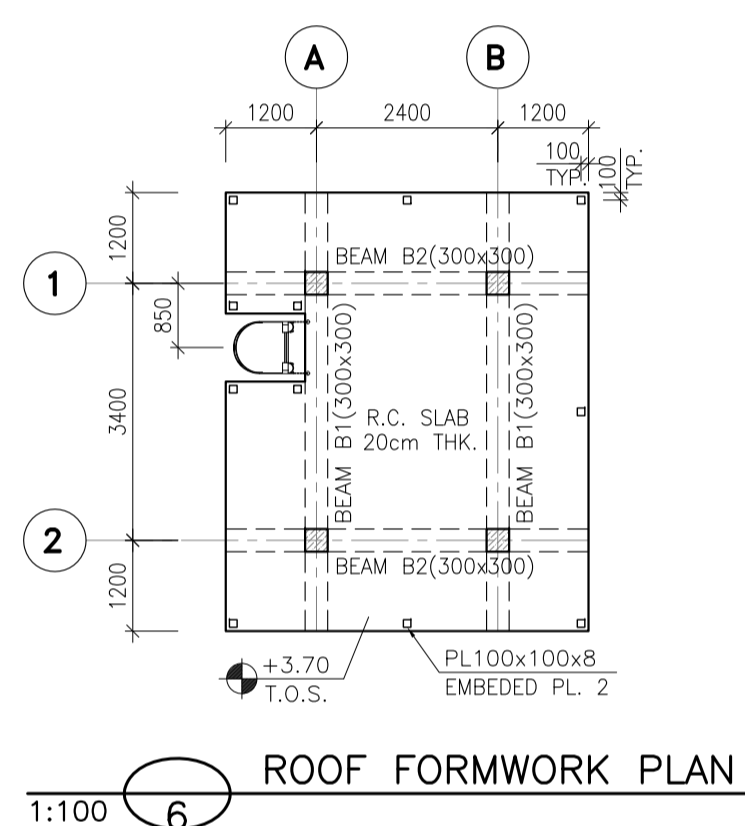 A
B
1200
2400
1200
100
TYP.
100
TYP.
1200
BEAM B2(300x300)
1
850
BEAM B1(300x300)
BEAM B1(300x300)
3400
R.C. SLAB
20cm THK.
2
BEAM B2(300x300)
1200
+3.70
T.O.S.
PL100x100x8
EMBEDED PL. 2
ROOF FORMWORK PLAN
1:100
6